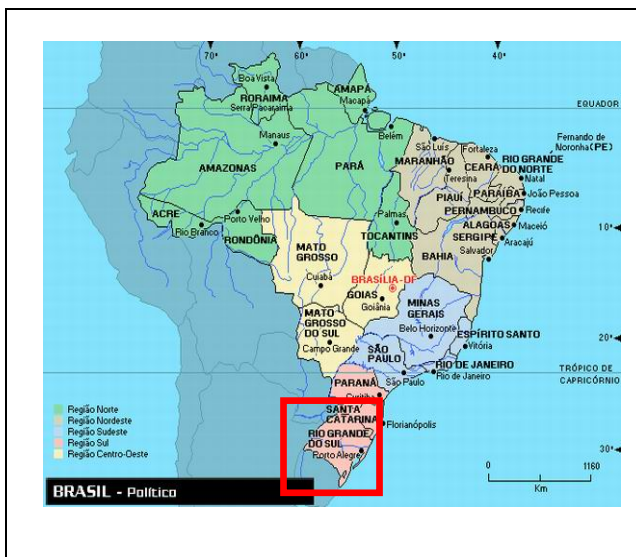 70°
60°
50°
40°
Boa Vista
RORAIMA
Serra Pacaraima
AMAPÁ
Macapá
EQUADOR
Manaus
Belém
São Luís
Fortaleza
Fernando de
Noronha(PE)
AMAZONAS
PARÁ
MARANHÃO
CEARÁ
RIO GRANDE
DO NORTE
Teresina
Natal
PIAUÍ
PARAÍBA
João Pessoa
ACRE
Porto Velho
Palmas
PERNAMBUCO
Recife
Rio Branco
RONDÔNIA
TOCANTINS
ALAGOAS
Maceió
SERGIPE
Aracajú
10°
MATO
GROSSO
BAHIA
Salvador
Cuiabá
BRASÍLIA-DF
GOIÁS
Goiânia
MINAS
GERAIS
MATO
GROSSO
DO SUL
Belo Horizonte
ESPÍRITO SANTO
Vitória
20°
Campo Grande
SÃO
PAULO
RIO DE JANEIRO
Rio de Janeiro
São Paulo
TRÓPICO DE
CAPRICÓRNIO
PARANÁ
Curitiba
SANTA
CATARINA
Florianópolis
RIO GRANDE
DO SUL
Porto Alegre
30°
Região Norte
Região Nordeste
Região Sudeste
Região Sul
Região Centro-Oeste
0 1160
Km
BRASIL - Político